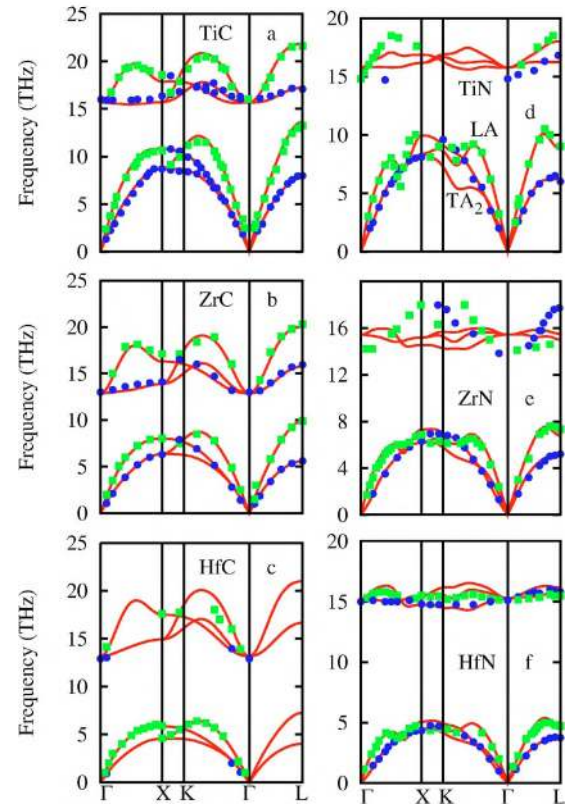 Frequency (THz)
25
20
15
10
5
0
TiC a
20
15
10
5
0
TiN
d
LA
TA₂
Frequency (THz)
25
20
15
10
5
0
ZrC b
16
12
8
4
0
ZrN e
Frequency (THz)
25
20
15
10
5
0
HfC c
20
15
10
5
0
HfN f
Γ X K Γ L
Γ X K Γ L